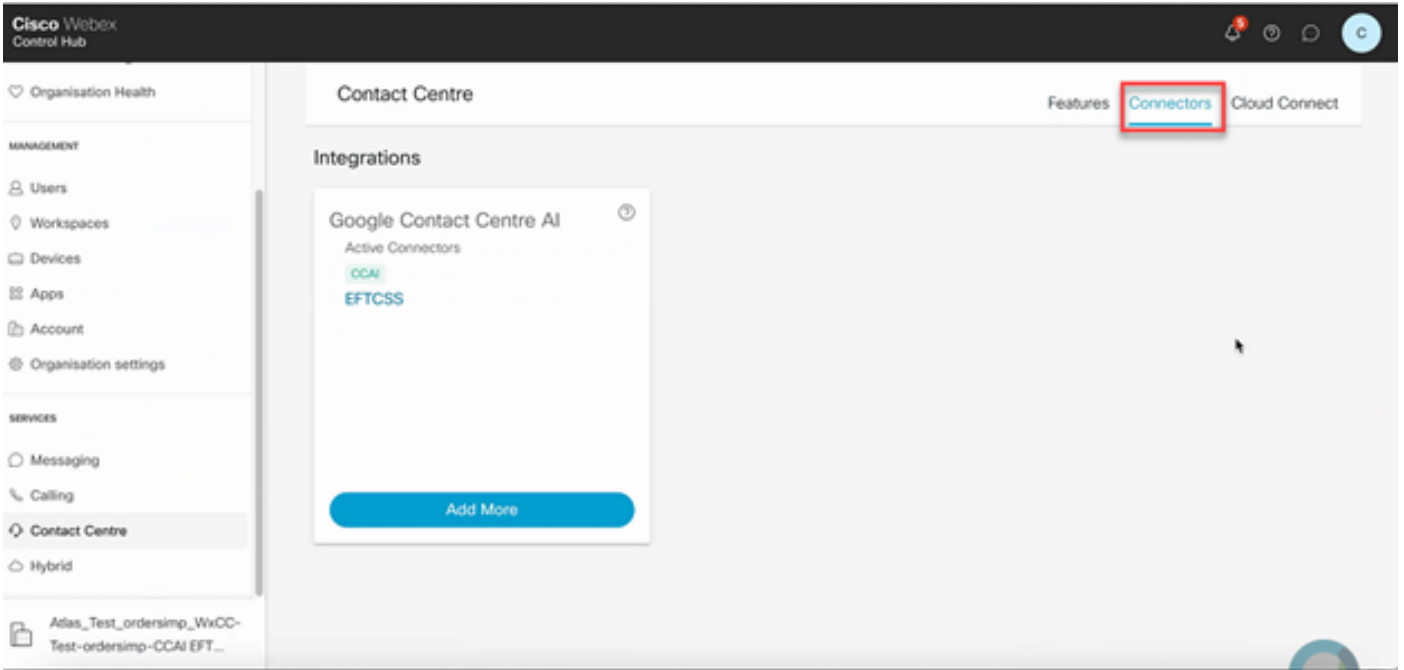 Cisco Webex
Control Hub
5
C
Organisation Health
MANAGEMENT
Users
Workspaces
Devices
Apps
Account
Organisation settings
SERVICES
Messaging
Calling
Contact Centre
Hybrid
Atlas_Test_ordersimp_WxCC-
Test-ordersimp-CCAI EFT...
Contact Centre
Features Connectors Cloud Connect
Integrations
Google Contact Centre AI
Active Connectors
CCAI
EFTCSS
Add More